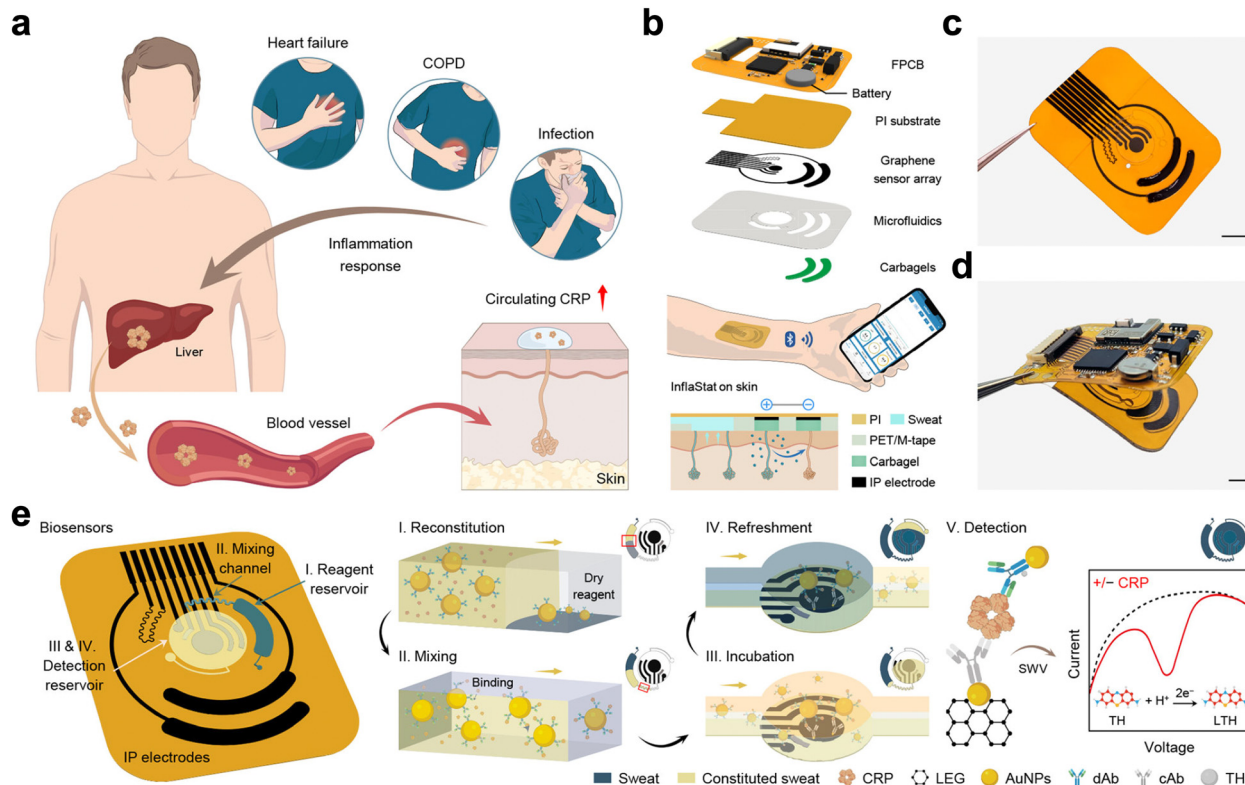 a
Heart failure
COPD
Infection
Inflammation
response
Liver
Circulating CRP
Blood vessel
Skin
b
FPCB
Battery
PI substrate
Graphene
sensor array
Microfluidics
Carbagels
InflaStat on skin
PI
Sweat
PET/M-tape
Carbagel
IP electrode
c
d
e
Biosensors
II. Mixing
channel
I. Reagent
reservoir
III & IV.
Detection
reservoir
IP electrodes
I. Reconstitution
Dry
reagent
II. Mixing
Binding
IV. Refreshment
III. Incubation
V. Detection
SWV
+/− CRP
Current
+ H⁺
2e⁻
TH
LTH
Voltage
Sweat
Constituted sweat
CRP
LEG
AuNPs
dAb
cAb
TH